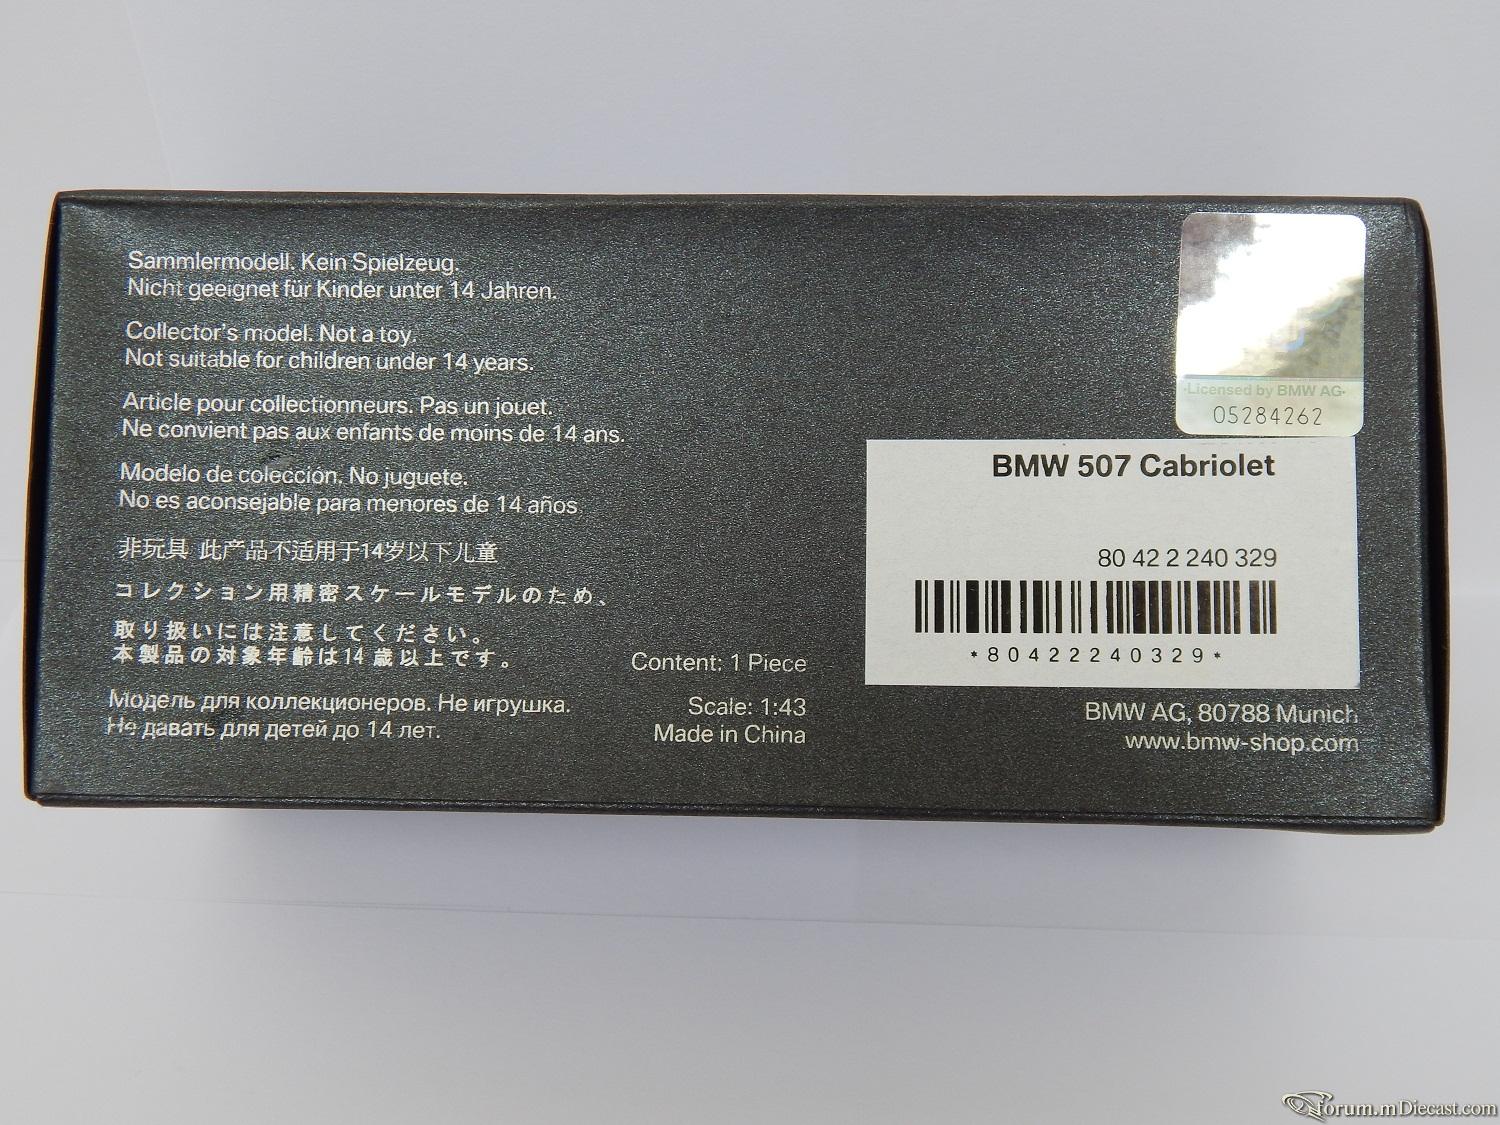 Sammlermodell. Kein Spielzeug.
Nicht geeignet für Kinder unter 14 Jahren.
Collector's model. Not a toy.
Not suitable for children under 14 years.
Article pour collectionneurs. Pas un jouet.
Ne convient pas aux enfants de moins de 14 ans.
Modelo de colección. No juguete.
No es aconsejable para menores de 14 años.
非玩具 此产品不适用于14岁以下儿童
コレクション用精密スケールモデルのため、
取り扱いには注意してください。
本製品の対象年齢は14歳以上です。
Модель для коллекционеров. Не игрушка.
Не давать для детей до 14 лет.
Content: 1 Piece
Scale: 1:43
Made in China
·Licensed by BMW AG·
05284262
BMW 507 Cabriolet
80 42 2 240 329
*80422240329*
BMW AG, 80788 Munich
www.bmw-shop.com
forum.mDiecast.com